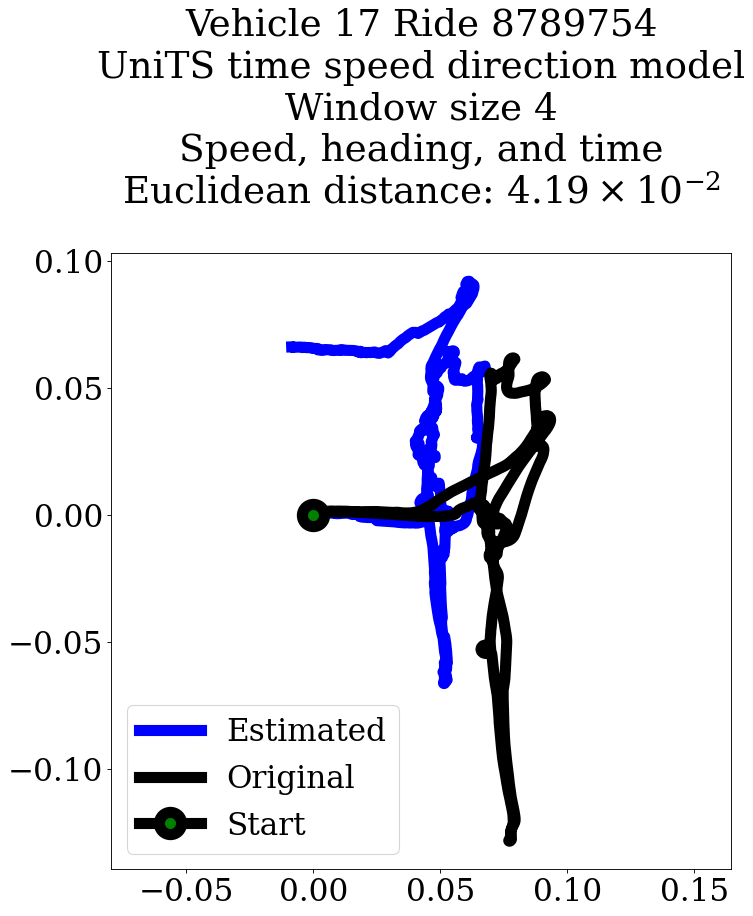 Vehicle 17 Ride 8789754
UniTS time speed direction model
Window size 4
Speed, heading, and time
Euclidean distance: 4.19 × 10⁻²
0.10
0.05
0.00
−0.05
−0.10
Estimated
Original
Start
−0.05 0.00 0.05 0.10 0.15